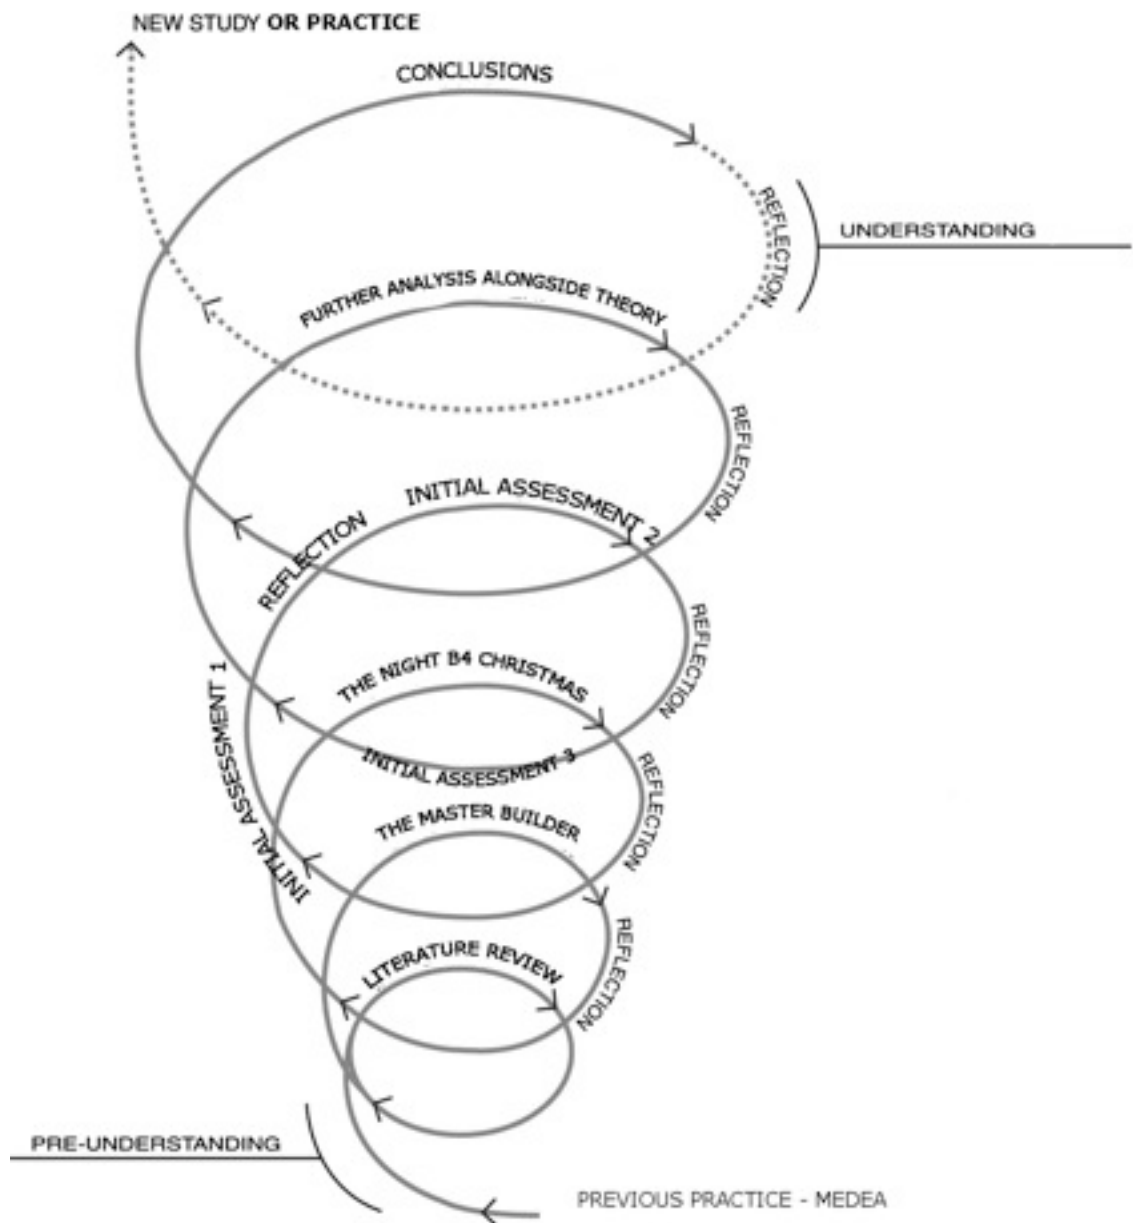 NEW STUDY OR PRACTICE
CONCLUSIONS
REFLECTION
UNDERSTANDING
FURTHER ANALYSIS ALONGSIDE THEORY
REFLECTION
INITIAL ASSESSMENT 2
REFLECTION
REFLECTION
THE NIGHT B4 CHRISTMAS
INITIAL ASSESSMENT 1
INITIAL ASSESSMENT 3
REFLECTION
THE MASTER BUILDER
REFLECTION
LITERATURE REVIEW
PRE-UNDERSTANDING
PREVIOUS PRACTICE - MEDEA